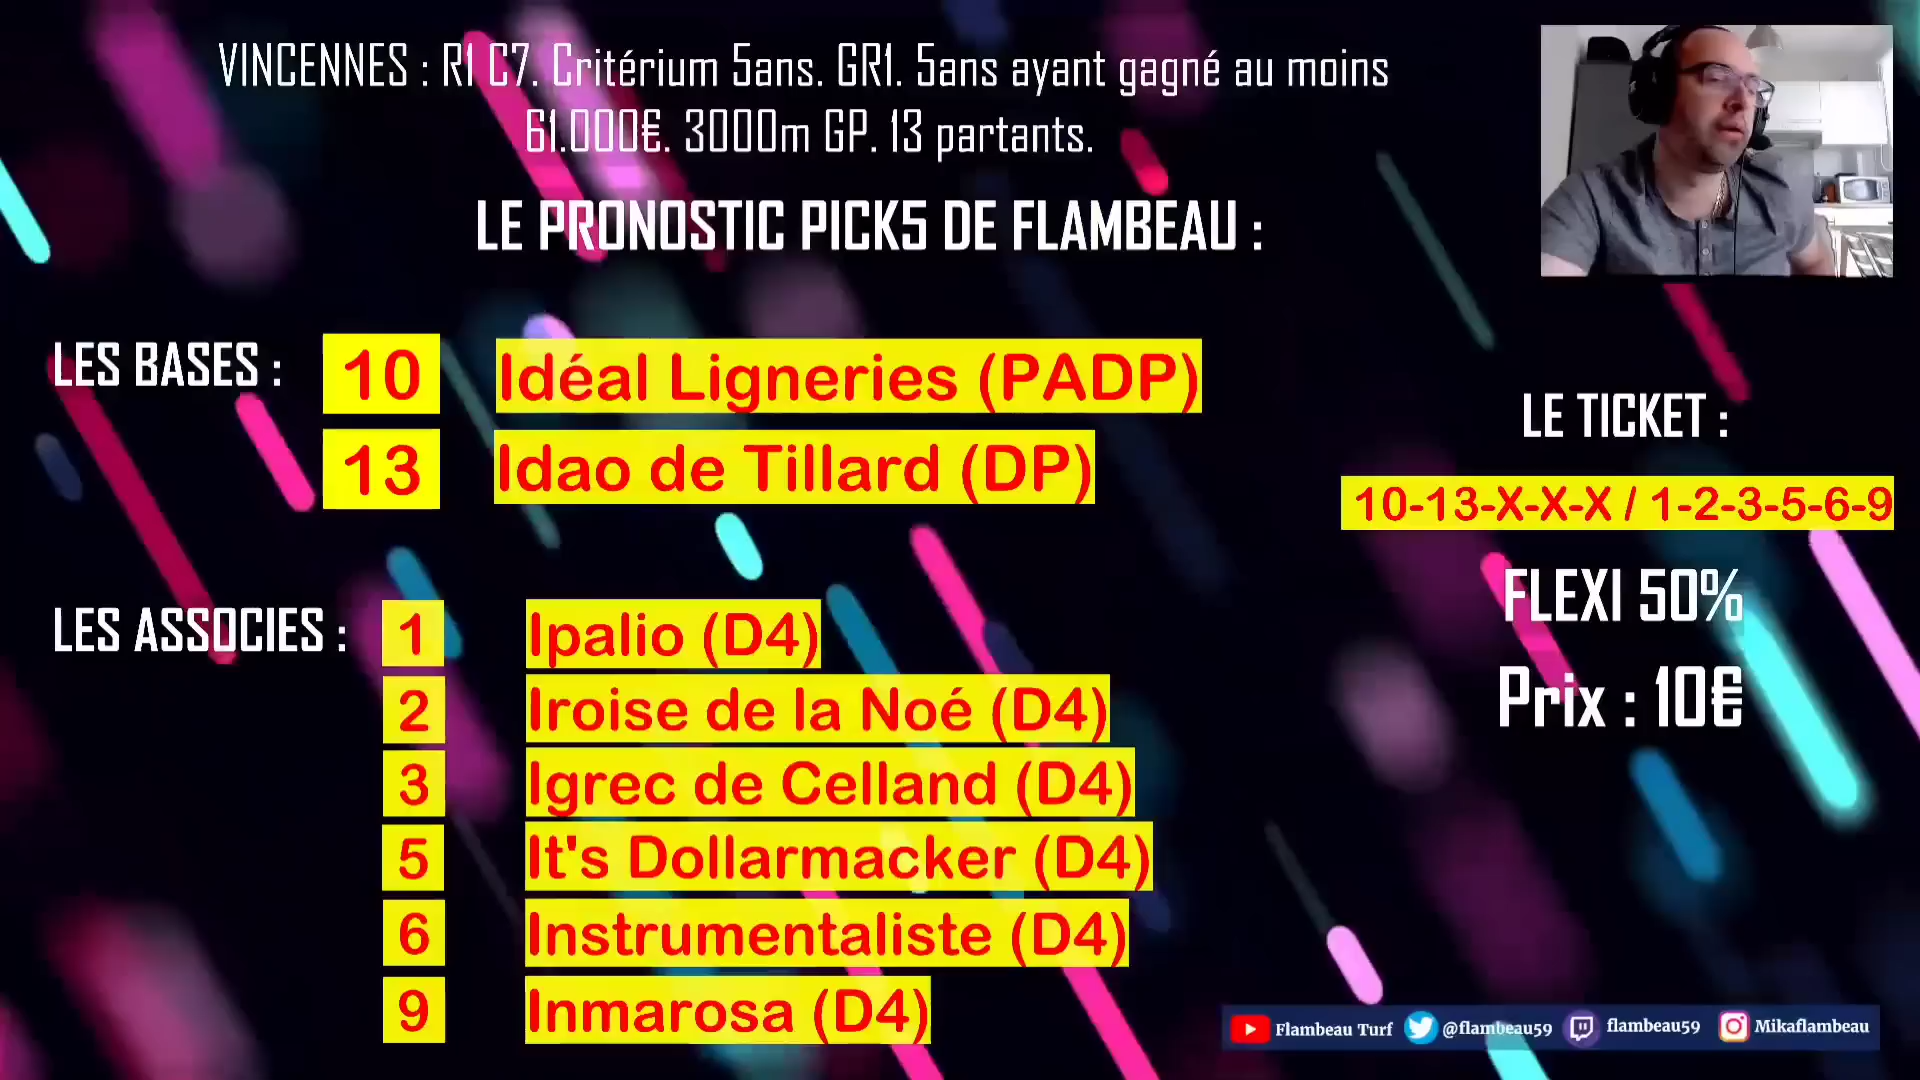 VINCENNES : R1 C7. Critérium 5ans. GR1. 5ans ayant gagné au moins
61.000€. 3000m GP. 13 partants.
LE PRONOSTIC PICK5 DE FLAMBEAU :
LES BASES :
10 Idéal Ligneries (PADP)
13 Idao de Tillard (DP)
LES ASSOCIES :
1 Ipalio (D4)
2 Iroise de la Noé (D4)
3 Igrec de Celland (D4)
5 It's Dollarmacker (D4)
6 Instrumentaliste (D4)
9 Inmarosa (D4)
LE TICKET :
10-13-X-X-X / 1-2-3-5-6-9
FLEXI 50%
Prix : 10€
Flambeau Turf @flambeau59 flambeau59 Mikaflambeau